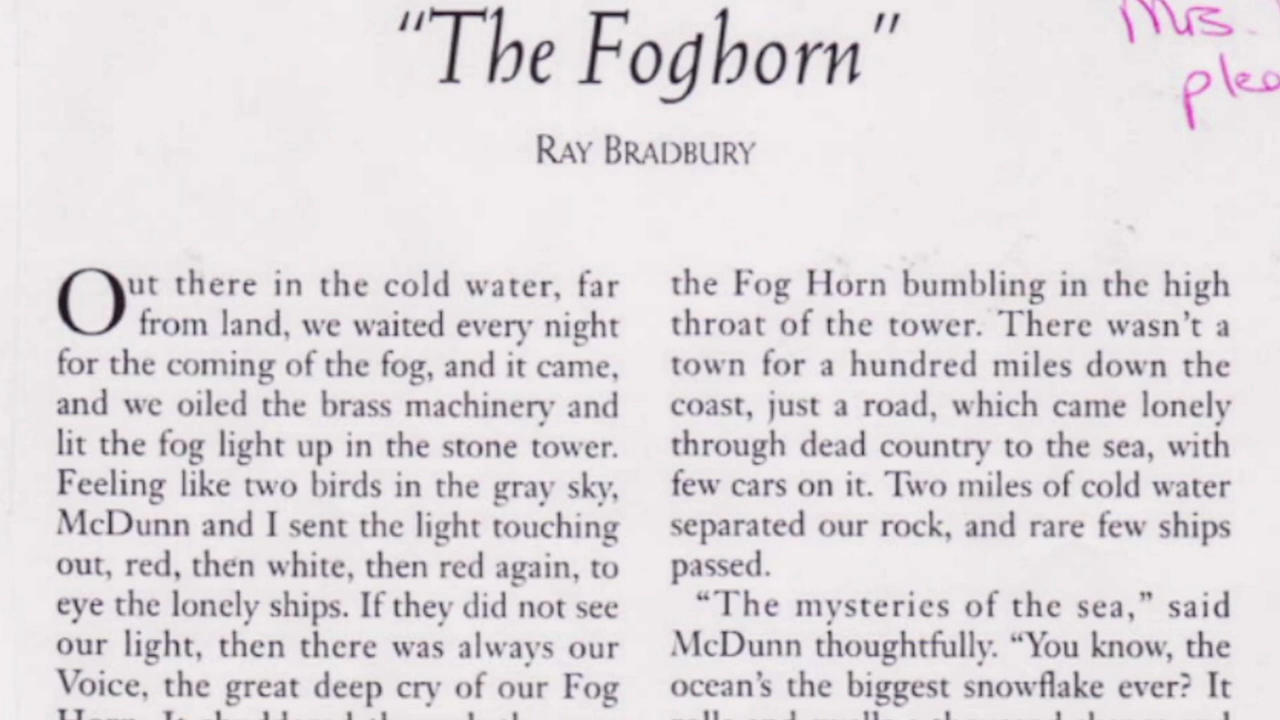 "The Foghorn"
RAY BRADBURY
Mrs.
Out there in the cold water, far
from land, we waited every night
for the coming of the fog, and it came,
and we oiled the brass machinery and
lit the fog light up in the stone tower.
Feeling like two birds in the gray sky,
McDunn and I sent the light touching
out, red, then white, then red again, to
eye the lonely ships. If they did not see
our light, then there was always our
Voice, the great deep cry of our Fog
the Fog Horn bumbling in the high
throat of the tower. There wasn't a
town for a hundred miles down the
coast, just a road, which came lonely
through dead country to the sea, with
few cars on it. Two miles of cold water
separated our rock, and rare few ships
passed.
"The mysteries of the sea," said
McDunn thoughtfully. "You know, the
ocean's the biggest snowflake ever? It